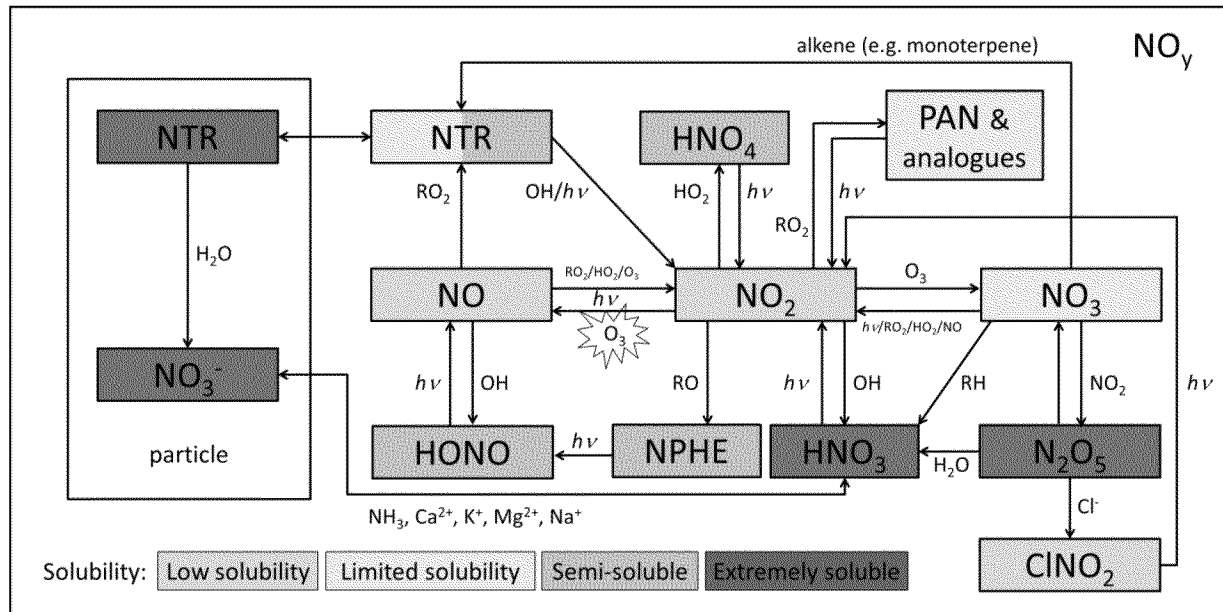 alkene (e.g. monoterpene)
NOy
NTR
NTR
HNO4
PAN &
analogues
RO2
OH/hν
HO2
hν
RO2
hν
H2O
NO
RO2/HO2/O3
hν
O3
NO2
O3
hν/RO2/HO2/NO
NO3
NO3-
hν
OH
RO
hν
OH
RH
NO2
hν
particle
HONO
hν
NPHE
HNO3
H2O
N2O5
NH3, Ca2+, K+, Mg2+, Na+
Cl-
Solubility: Low solubility Limited solubility Semi-soluble Extremely soluble
ClNO2